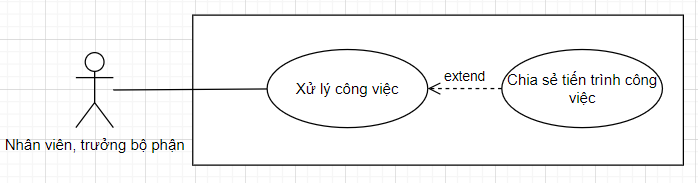 extend
Xử lý công việc
Chia sẻ tiến trình công
việc
Nhân viên, trưởng bộ phận